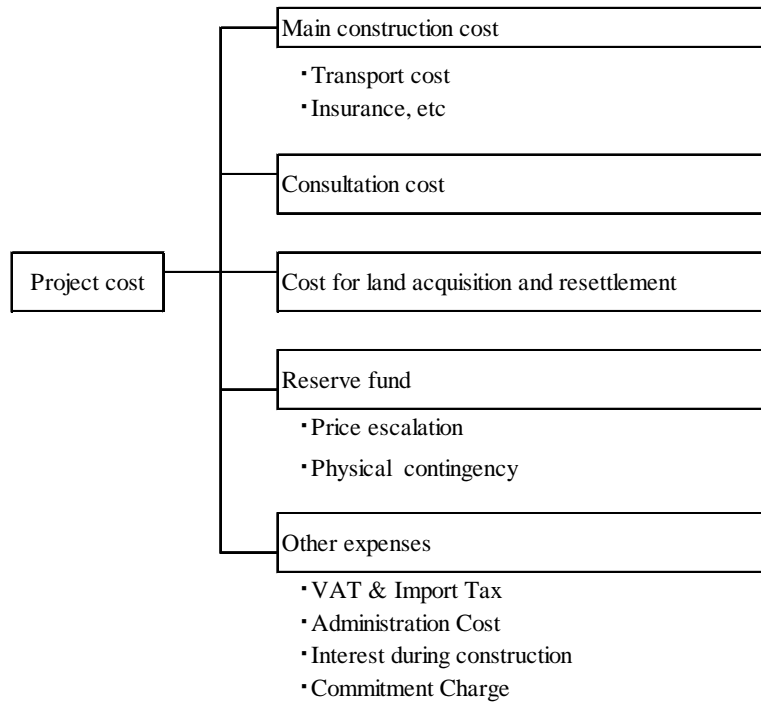 Main construction cost
・Transport cost
・Insurance, etc
Consultation cost
Project cost
Cost for land acquisition and resettlement
Reserve fund
・Price escalation
・Physical contingency
Other expenses
・VAT & Import Tax
・Administration Cost
・Interest during construction
・Commitment Charge